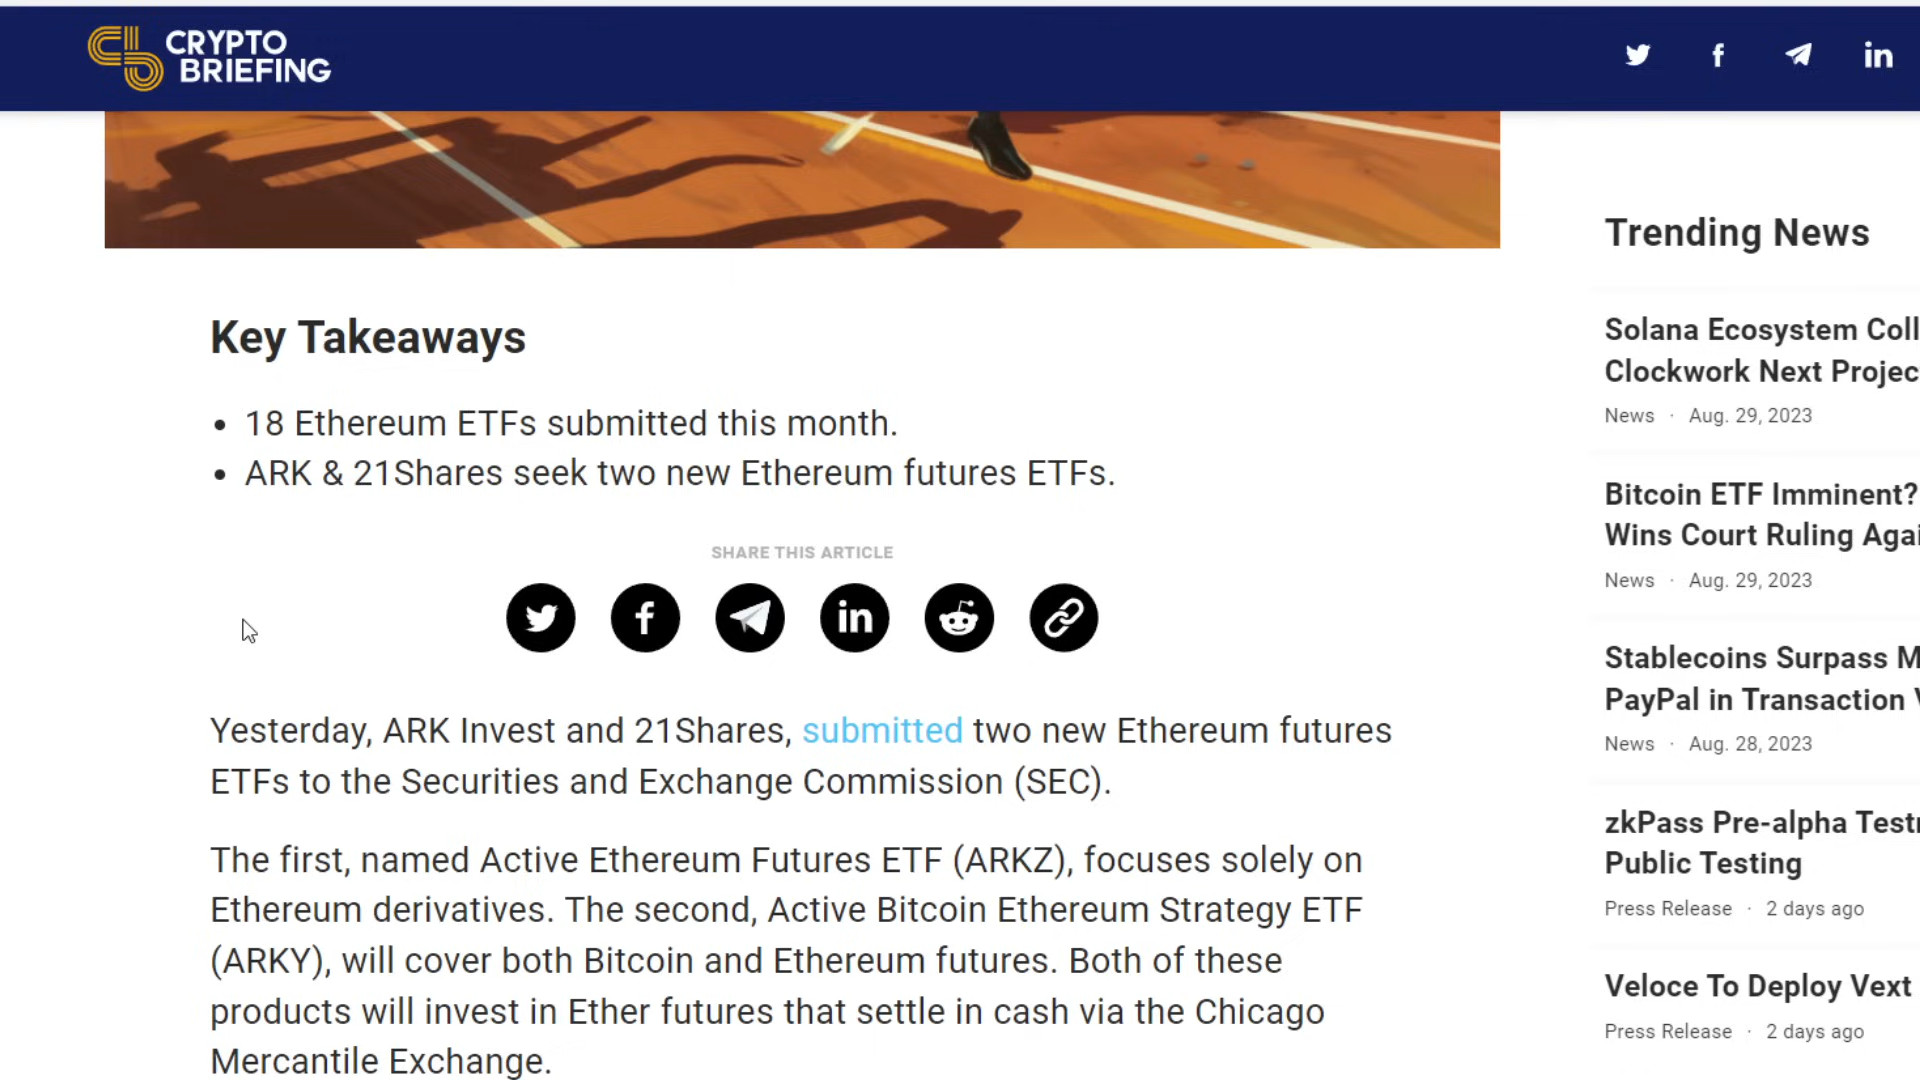 CRYPTO
BRIEFING
Key Takeaways
18 Ethereum ETFs submitted this month.
ARK & 21Shares seek two new Ethereum futures ETFs.
SHARE THIS ARTICLE
Yesterday, ARK Invest and 21Shares, submitted two new Ethereum futures
ETFs to the Securities and Exchange Commission (SEC).
The first, named Active Ethereum Futures ETF (ARKZ), focuses solely on
Ethereum derivatives. The second, Active Bitcoin Ethereum Strategy ETF
(ARKY), will cover both Bitcoin and Ethereum futures. Both of these
products will invest in Ether futures that settle in cash via the Chicago
Mercantile Exchange.
Trending News
Solana Ecosystem Coll
Clockwork Next Projec
News · Aug. 29, 2023
Bitcoin ETF Imminent?
Wins Court Ruling Agai
News · Aug. 29, 2023
Stablecoins Surpass M
PayPal in Transaction
News · Aug. 28, 2023
zkPass Pre-alpha Test
Public Testing
Press Release · 2 days ago
Veloce To Deploy Vext
Press Release · 2 days ago